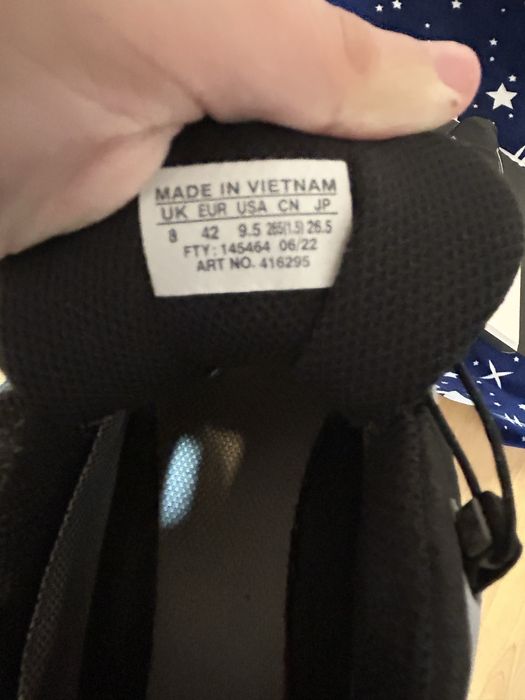 MADE IN VIETNAM
UK EUR USA CN JP
8 42 9.5 265(1.5) 26.5
FTY: 145464 06/22
ART NO. 416295